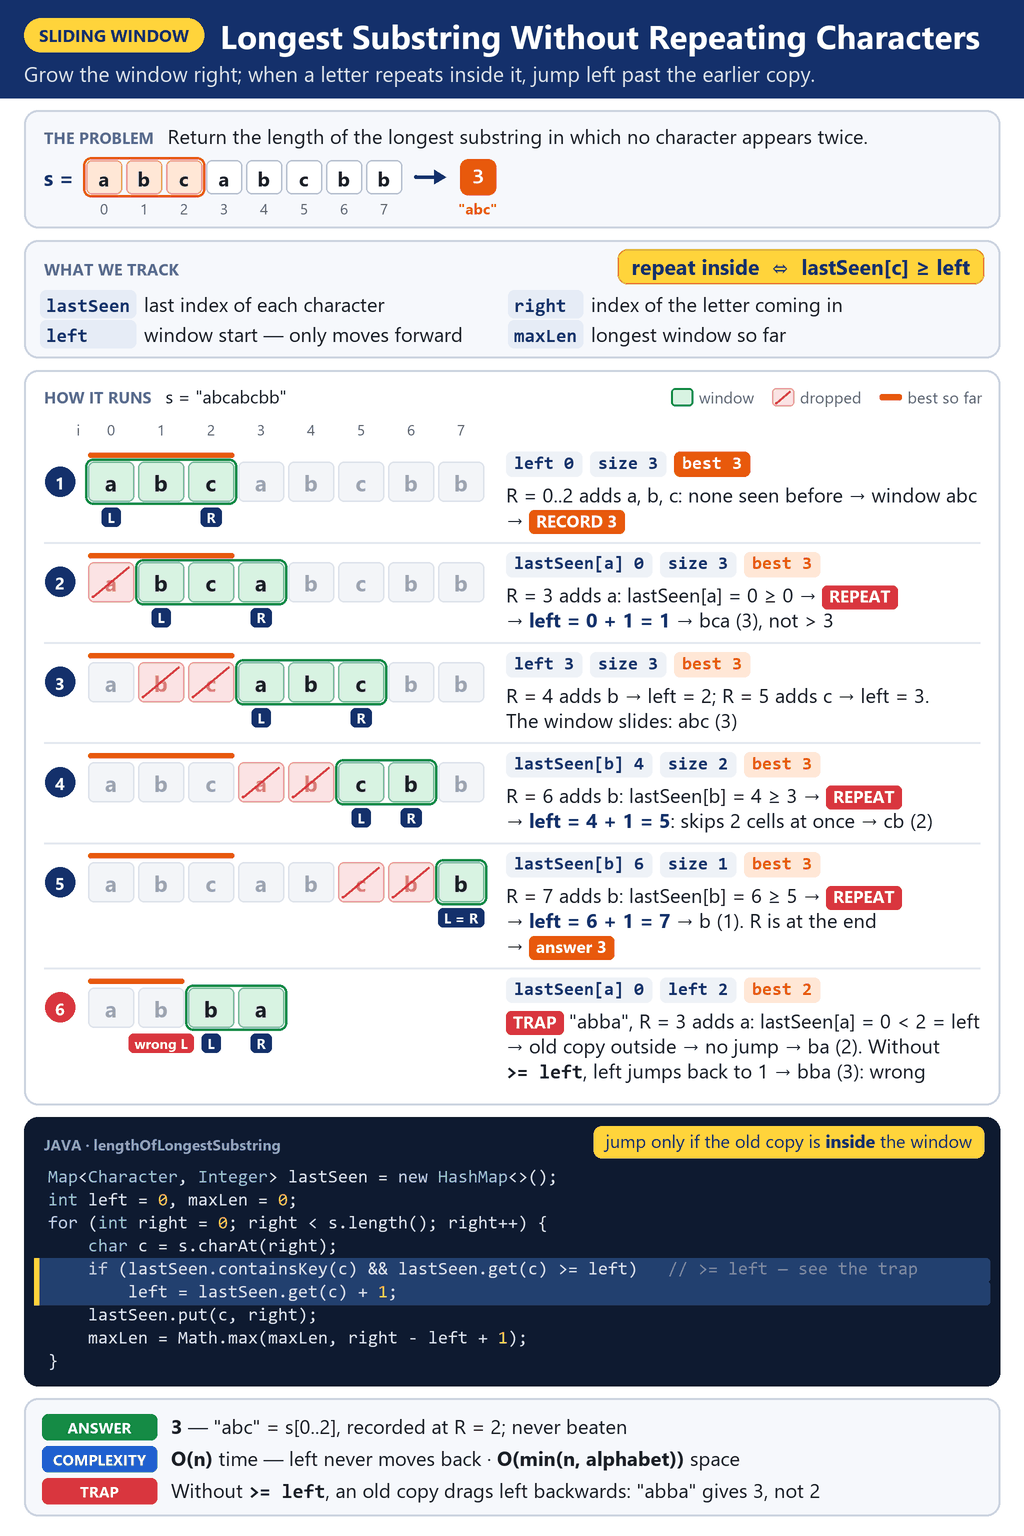 SLIDING WINDOW
Longest Substring Without Repeating Characters
Grow the window right; when a letter repeats inside it, jump left past the earlier copy.
THE PROBLEM Return the length of the longest substring in which no character appears twice.
s = a b c a b c b b → 3
0 1 2 3 4 5 6 7 "abc"
WHAT WE TRACK
repeat inside ⇔ lastSeen[c] ≥ left
lastSeen last index of each character
right index of the letter coming in
left window start — only moves forward
maxLen longest window so far
HOW IT RUNS s = "abcabcbb"
window dropped best so far
i 0 1 2 3 4 5 6 7
1 a b c a b c b b
L R
left 0 size 3 best 3
R = 0..2 adds a, b, c: none seen before → window abc
→ RECORD 3
2 a b c a b c b b
L R
lastSeen[a] 0 size 3 best 3
R = 3 adds a: lastSeen[a] = 0 ≥ 0 → REPEAT
→ left = 0 + 1 = 1 → bca (3), not > 3
3 a b c a b c b b
L R
left 3 size 3 best 3
R = 4 adds b → left = 2; R = 5 adds c → left = 3.
The window slides: abc (3)
4 a b c a b c b b
L R
lastSeen[b] 4 size 2 best 3
R = 6 adds b: lastSeen[b] = 4 ≥ 3 → REPEAT
→ left = 4 + 1 = 5: skips 2 cells at once → cb (2)
5 a b c a b c b b
L = R
lastSeen[b] 6 size 1 best 3
R = 7 adds b: lastSeen[b] = 6 ≥ 5 → REPEAT
→ left = 6 + 1 = 7 → b (1). R is at the end
→ answer 3
6 a b b a
wrong L L R
lastSeen[a] 0 left 2 best 2
TRAP "abba", R = 3 adds a: lastSeen[a] = 0 < 2 = left
→ old copy outside → no jump → ba (2). Without
>= left, left jumps back to 1 → bba (3): wrong
JAVA · lengthOfLongestSubstring
jump only if the old copy is inside the window
Map<Character, Integer> lastSeen = new HashMap<>();
int left = 0, maxLen = 0;
for (int right = 0; right < s.length(); right++) {
char c = s.charAt(right);
if (lastSeen.containsKey(c) && lastSeen.get(c) >= left) // >= left — see the trap
left = lastSeen.get(c) + 1;
lastSeen.put(c, right);
maxLen = Math.max(maxLen, right - left + 1);
}
ANSWER 3 — "abc" = s[0..2], recorded at R = 2; never beaten
COMPLEXITY O(n) time — left never moves back · O(min(n, alphabet)) space
TRAP Without >= left, an old copy drags left backwards: "abba" gives 3, not 2